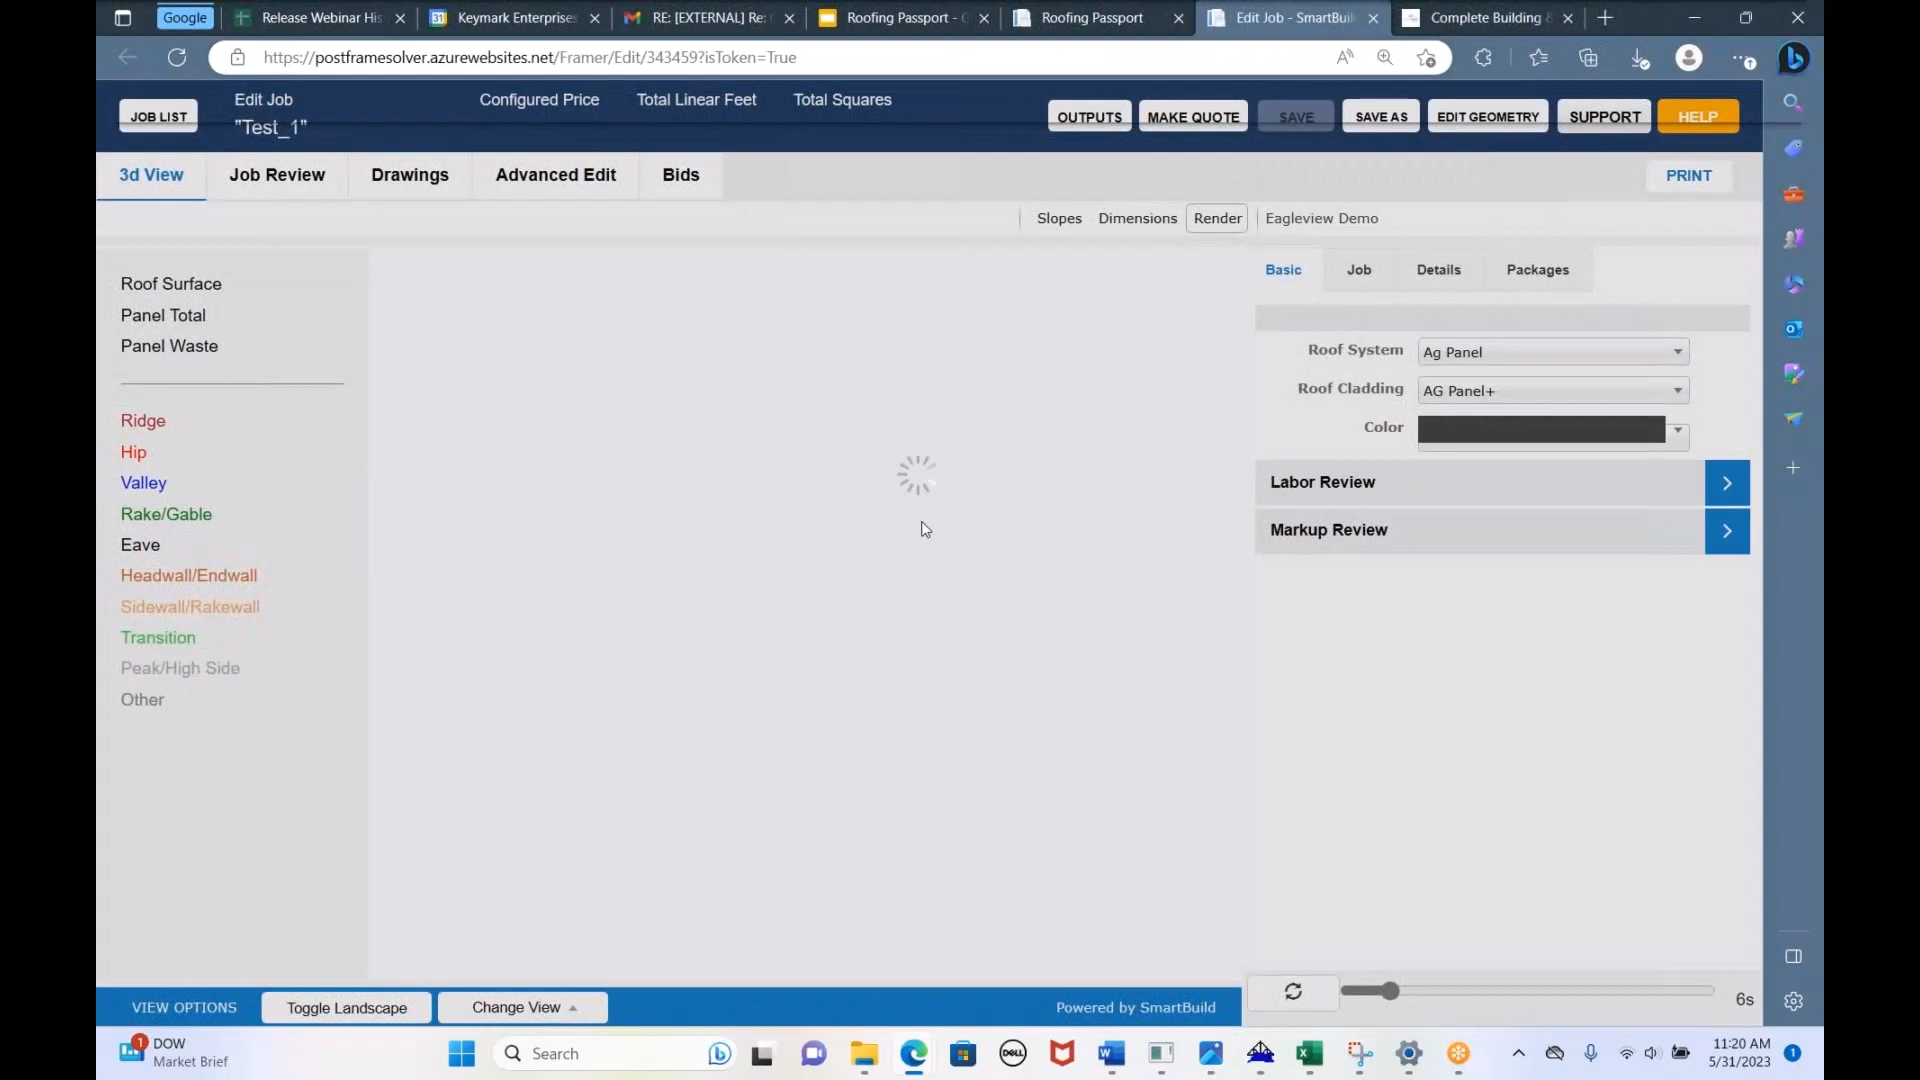 Google
Release Webinar His
Keymark Enterprises
RE: [EXTERNAL] Re:
Roofing Passport -
Roofing Passport
Edit Job - SmartBuil
Complete Building &
https://postframesolver.azurewebsites.net/Framer/Edit/343459?isToken=True
JOB LIST
Edit Job
"Test_1"
Configured Price
Total Linear Feet
Total Squares
OUTPUTS
MAKE QUOTE
SAVE
SAVE AS
EDIT GEOMETRY
SUPPORT
HELP
3d View
Job Review
Drawings
Advanced Edit
Bids
PRINT
Slopes
Dimensions
Render
Eagleview Demo
Roof Surface
Panel Total
Panel Waste
Ridge
Hip
Valley
Rake/Gable
Eave
Headwall/Endwall
Sidewall/Rakewall
Transition
Peak/High Side
Other
Basic
Job
Details
Packages
Roof System
Ag Panel
Roof Cladding
AG Panel+
Color
Labor Review
Markup Review
VIEW OPTIONS
Toggle Landscape
Change View
Powered by SmartBuild
6s
1
DOW
Market Brief
Search
DELL
11:20 AM
5/31/2023
1